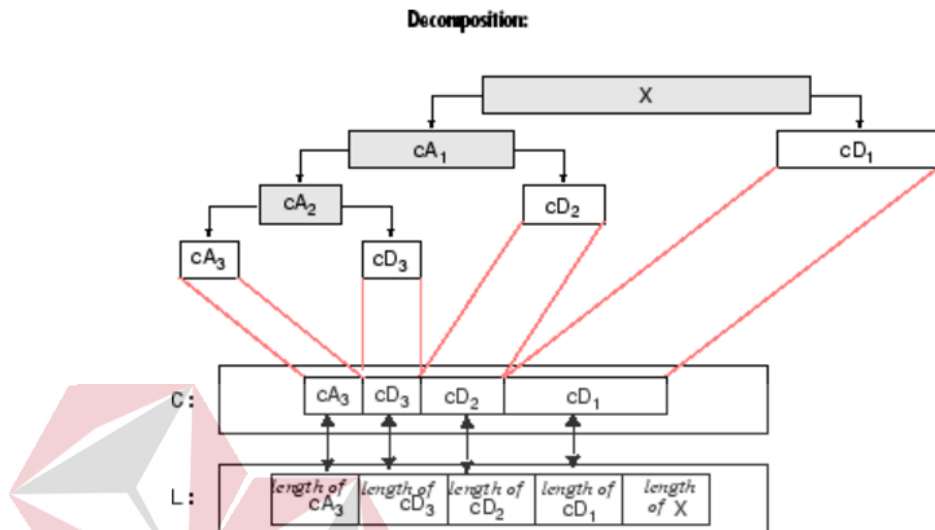 Decomposition:
X
cA₁
cD₁
cA₂
cD₂
cA₃
cD₃
C: cA₃ cD₃ cD₂ cD₁
L: length of cA₃ length of cD₃ length of cD₂ length of cD₁ length of X